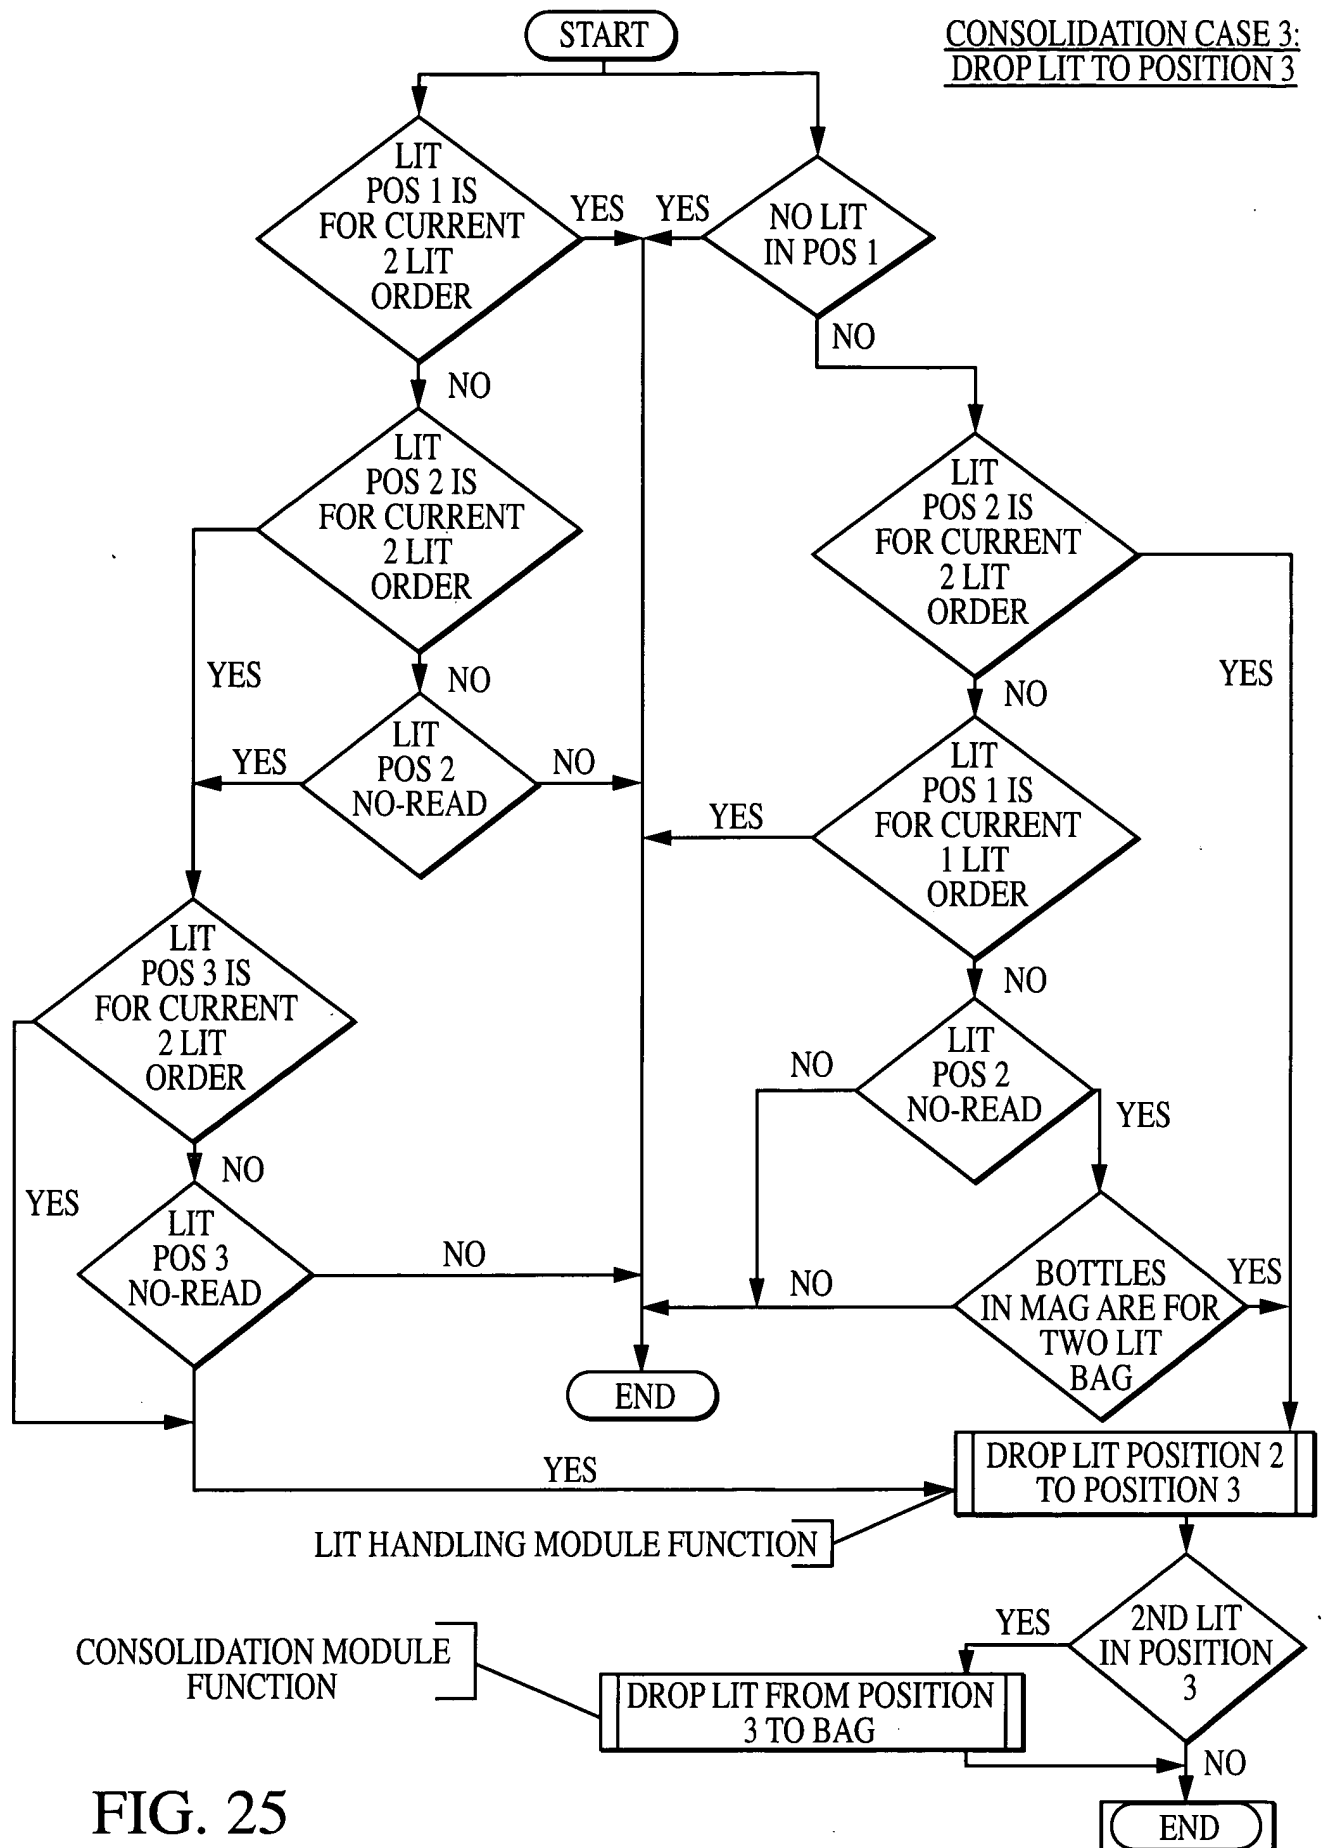 START
CONSOLIDATION CASE 3:
DROP LIT TO POSITION 3
LIT
POS 1 IS
FOR CURRENT
2 LIT
ORDER
YES
YES
NO LIT
IN POS 1
NO
NO
LIT
POS 2 IS
FOR CURRENT
2 LIT
ORDER
LIT
POS 2 IS
FOR CURRENT
2 LIT
ORDER
YES
NO
YES
NO
LIT
POS 2
NO-READ
YES
NO
LIT
POS 1 IS
FOR CURRENT
1 LIT
ORDER
YES
NO
LIT
POS 3 IS
FOR CURRENT
2 LIT
ORDER
LIT
POS 2
NO-READ
NO
YES
NO
YES
LIT
POS 3
NO-READ
NO
NO
BOTTLES
IN MAG ARE FOR
TWO LIT
BAG
YES
END
DROP LIT POSITION 2
TO POSITION 3
YES
LIT HANDLING MODULE FUNCTION
2ND LIT
IN POSITION
3
YES
CONSOLIDATION MODULE
FUNCTION
DROP LIT FROM POSITION
3 TO BAG
NO
END
FIG. 25